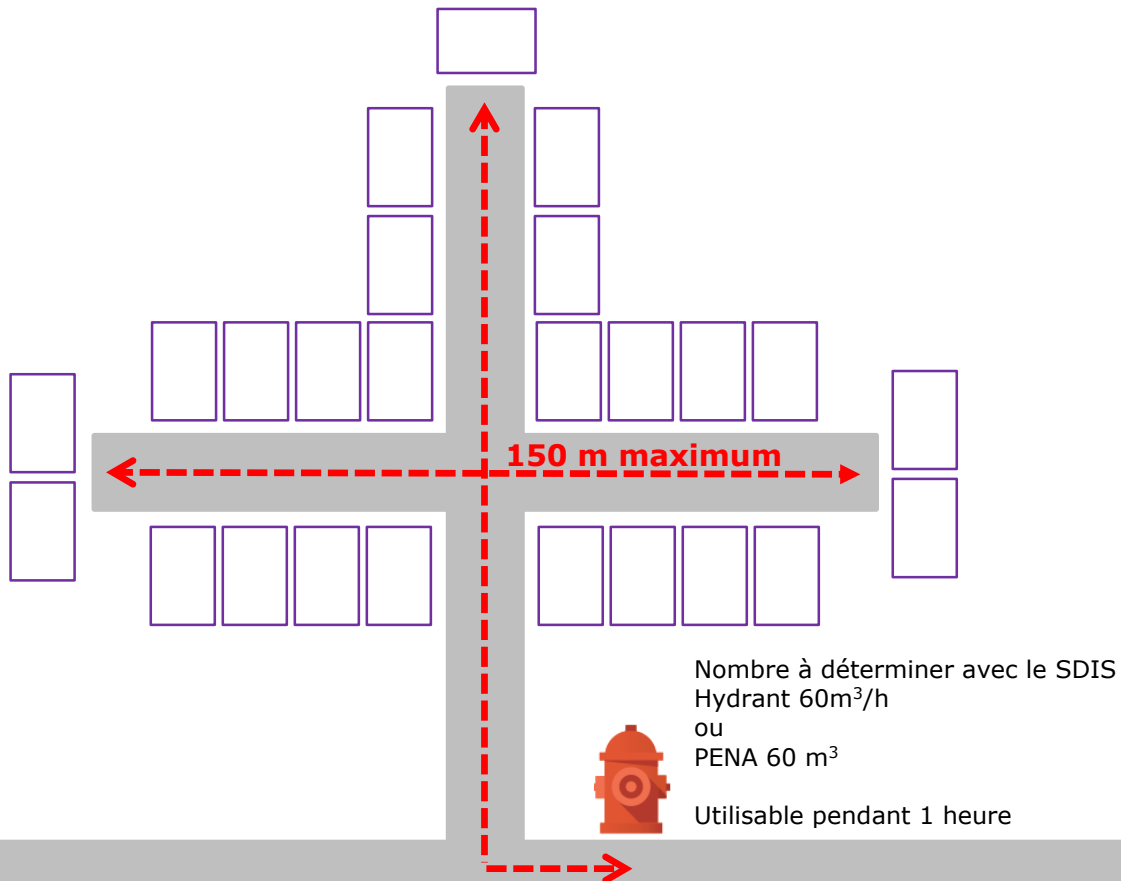 150 m maximum
Nombre à déterminer avec le SDIS
Hydrant 60m³/h
ou
PENA 60 m³
Utilisable pendant 1 heure